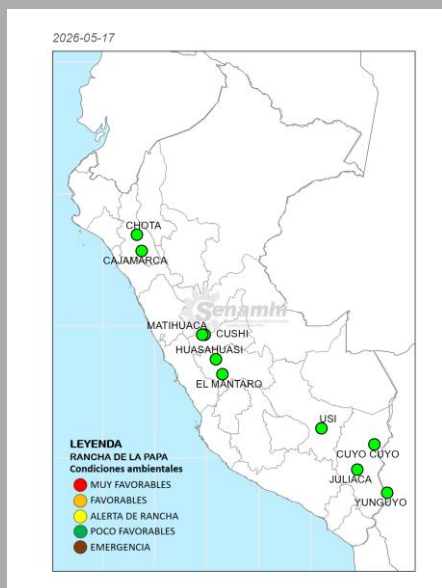 2026-05-17
CHOTA
CAJAMARCA
Senamhi
MATIHUACA
CUSHI
HUASAHUASI
EL MANTARO
USI
CUYO CUYO
JULIACA
YUNGUYO
LEYENDA
RANCHA DE LA PAPA
Condiciones ambientales
MUY FAVORABLES
FAVORABLES
ALERTA DE RANCHA
POCO FAVORABLES
EMERGENCIA